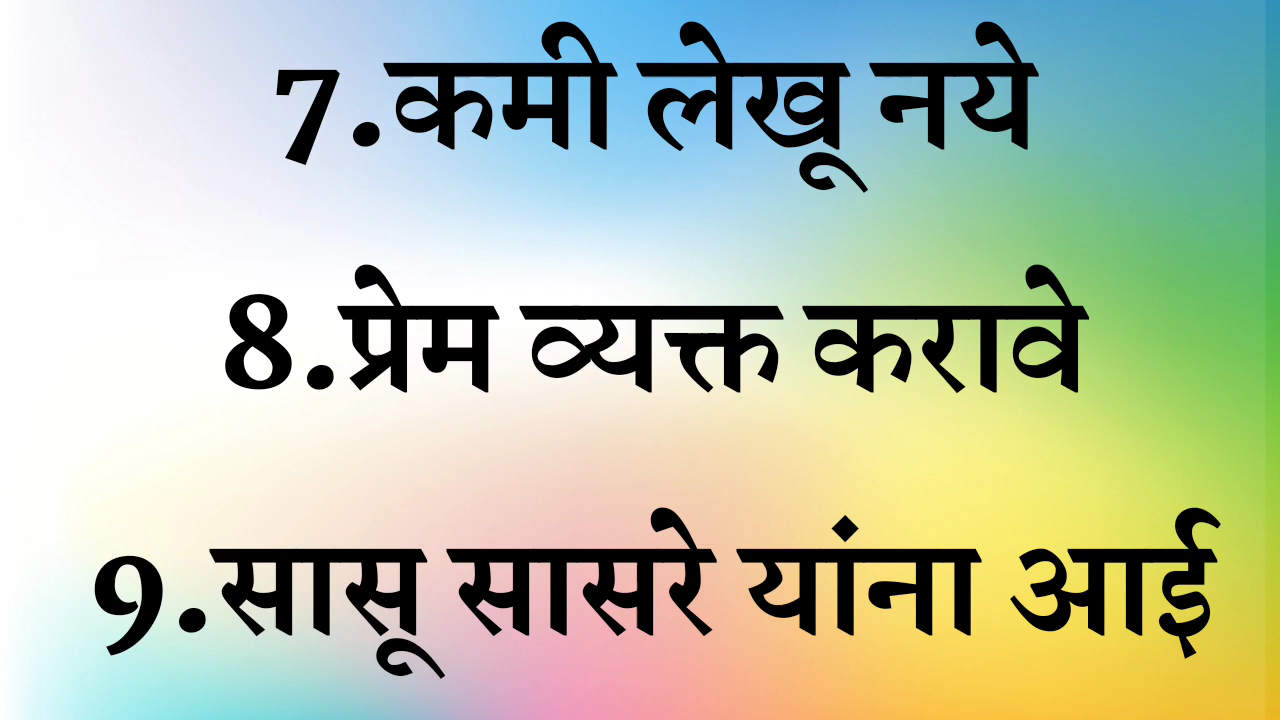 7.कमी लेखू नये
8.प्रेम व्यक्त करावे
9.सासू सासरे यांना आई